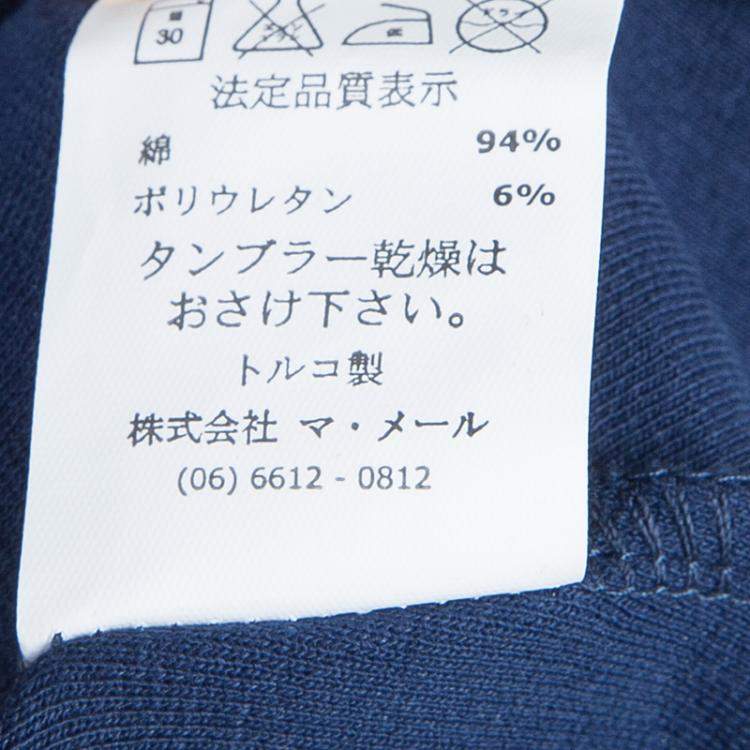 30
法定品質表示
綿 94%
ポリウレタン 6%
タンブラー乾燥は
おさけ下さい。
トルコ製
株式会社 マ・メール
(06) 6612 - 0812